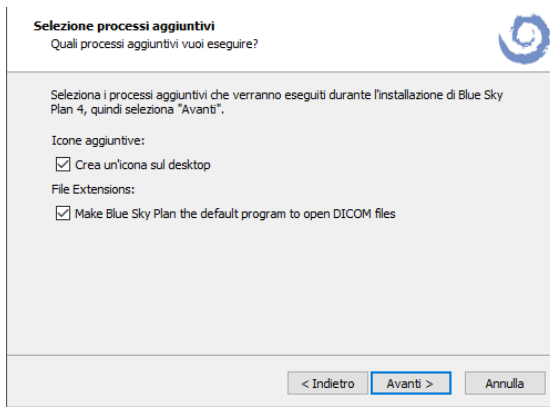 Selezione processi aggiuntivi
Quali processi aggiuntivi vuoi eseguire?
Seleziona i processi aggiuntivi che verranno eseguiti durante l'installazione di Blue Sky
Plan 4, quindi seleziona "Avanti".
Icone aggiuntive:
Crea un'icona sul desktop
File Extensions:
Make Blue Sky Plan the default program to open DICOM files
< Indietro
Avanti >
Annulla